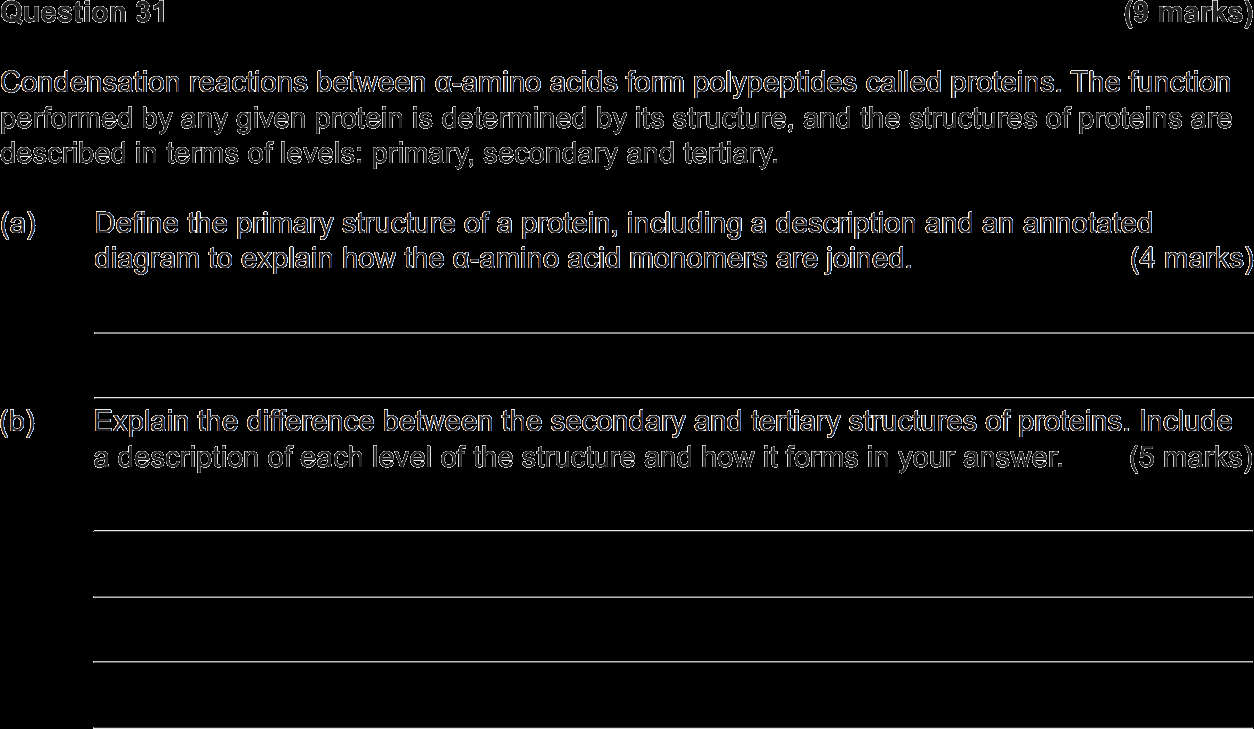 Question 31 (9 marks)
Condensation reactions between α-amino acids form polypeptides called proteins. The function
performed by any given protein is determined by its structure, and the structures of proteins are
described in terms of levels: primary, secondary and tertiary.
(a) Define the primary structure of a protein, including a description and an annotated
diagram to explain how the α-amino acid monomers are joined. (4 marks)
(b) Explain the difference between the secondary and tertiary structures of proteins. Include
a description of each level of the structure and how it forms in your answer. (5 marks)